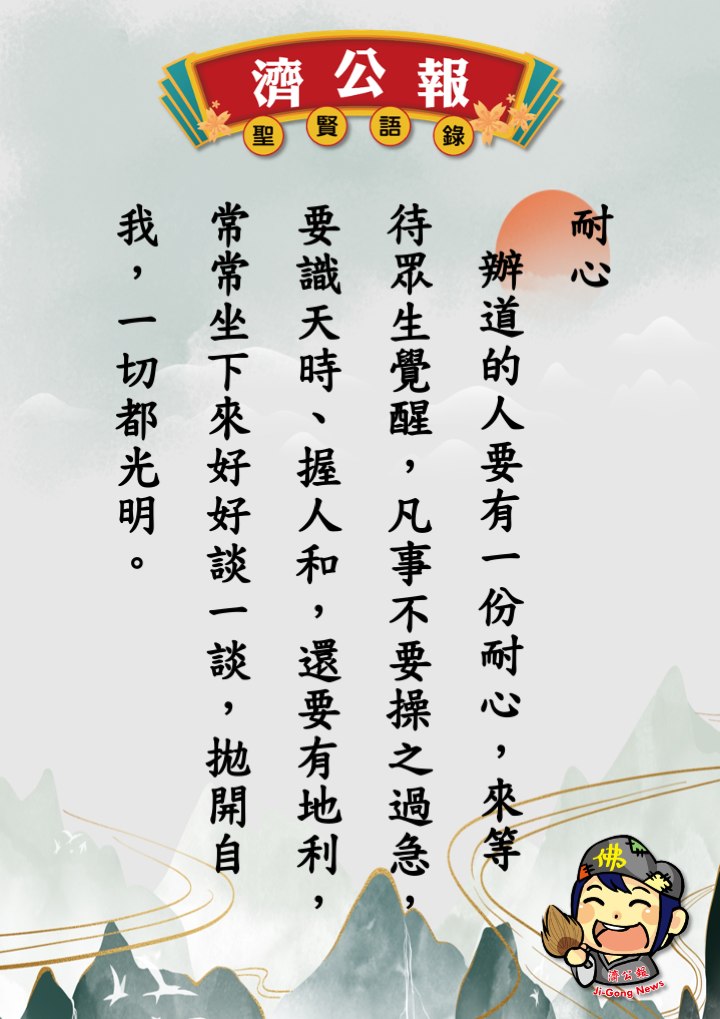 濟公報
聖賢語錄
耐心
辦道的人要有一份耐心，來等
待眾生覺醒，凡事不要操之過急，
要識天時、握人和，還要有地利，
常常坐下來好好談一談，拋開自
我，一切都光明。
佛
濟公報
Ji-Gong News